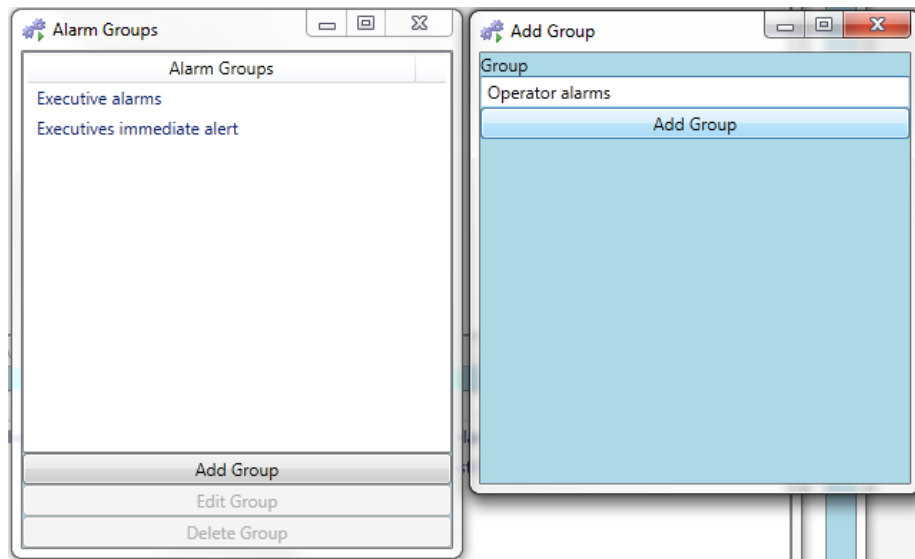 Alarm Groups
Alarm Groups
Executive alarms
Executives immediate alert
Add Group
Edit Group
Delete Group
Add Group
Group
Operator alarms
Add Group